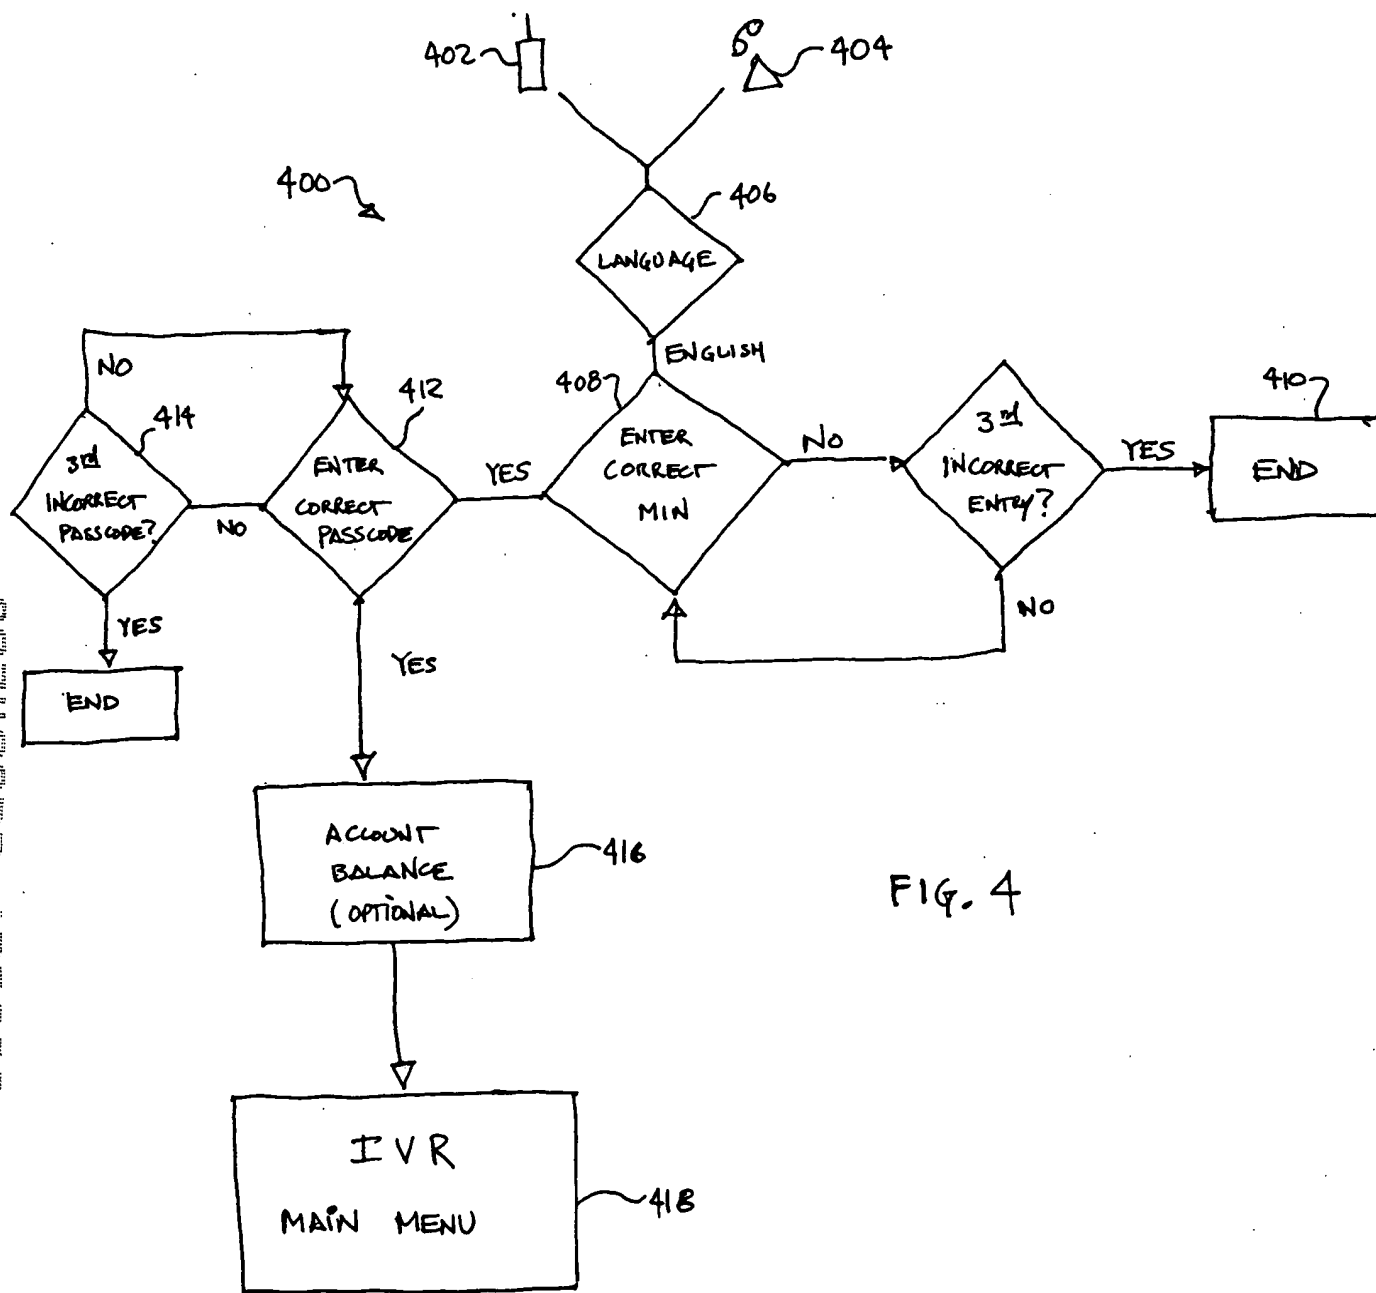 402
404
400
406
LANGUAGE
ENGLISH
408
NO
412
414
3rd
INCORRECT
PASSCODE?
NO
ENTER
CORRECT
PASSCODE
YES
ENTER
CORRECT
MIN
NO
3rd
INCORRECT
ENTRY?
YES
410
END
NO
YES
END
YES
ACCOUNT
BALANCE
(OPTIONAL)
416
FIG. 4
IVR
MAIN MENU
418